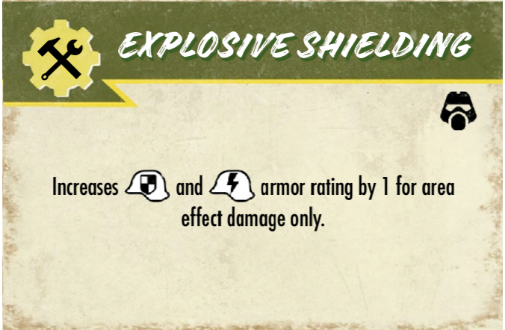 EXPLOSIVE SHIELDING
Increases and armor rating by 1 for area
effect damage only.